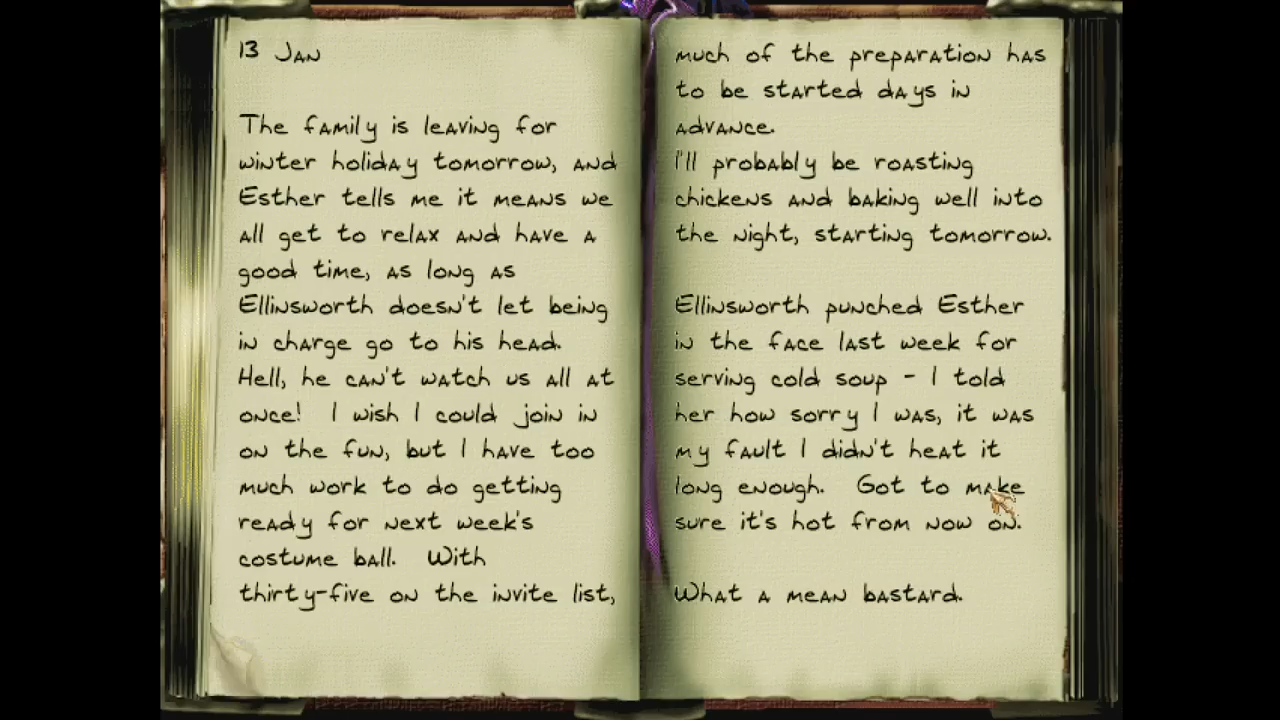 13 Jan
The family is leaving for
winter holiday tomorrow, and
Esther tells me it means we
all get to relax and have a
good time, as long as
Ellinsworth doesn't let being
in charge go to his head.
Hell, he can't watch us all at
once! I wish I could join in
on the fun, but I have too
much work to do getting
ready for next week's
costume ball. With
thirty-five on the invite list,
much of the preparation has
to be started days in
advance.
I'll probably be roasting
chickens and baking well into
the night, starting tomorrow.
Ellinsworth punched Esther
in the face last week for
serving cold soup - I told
her how sorry I was, it was
my fault I didn't heat it
long enough. Got to make
sure it's hot from now on.
What a mean bastard.